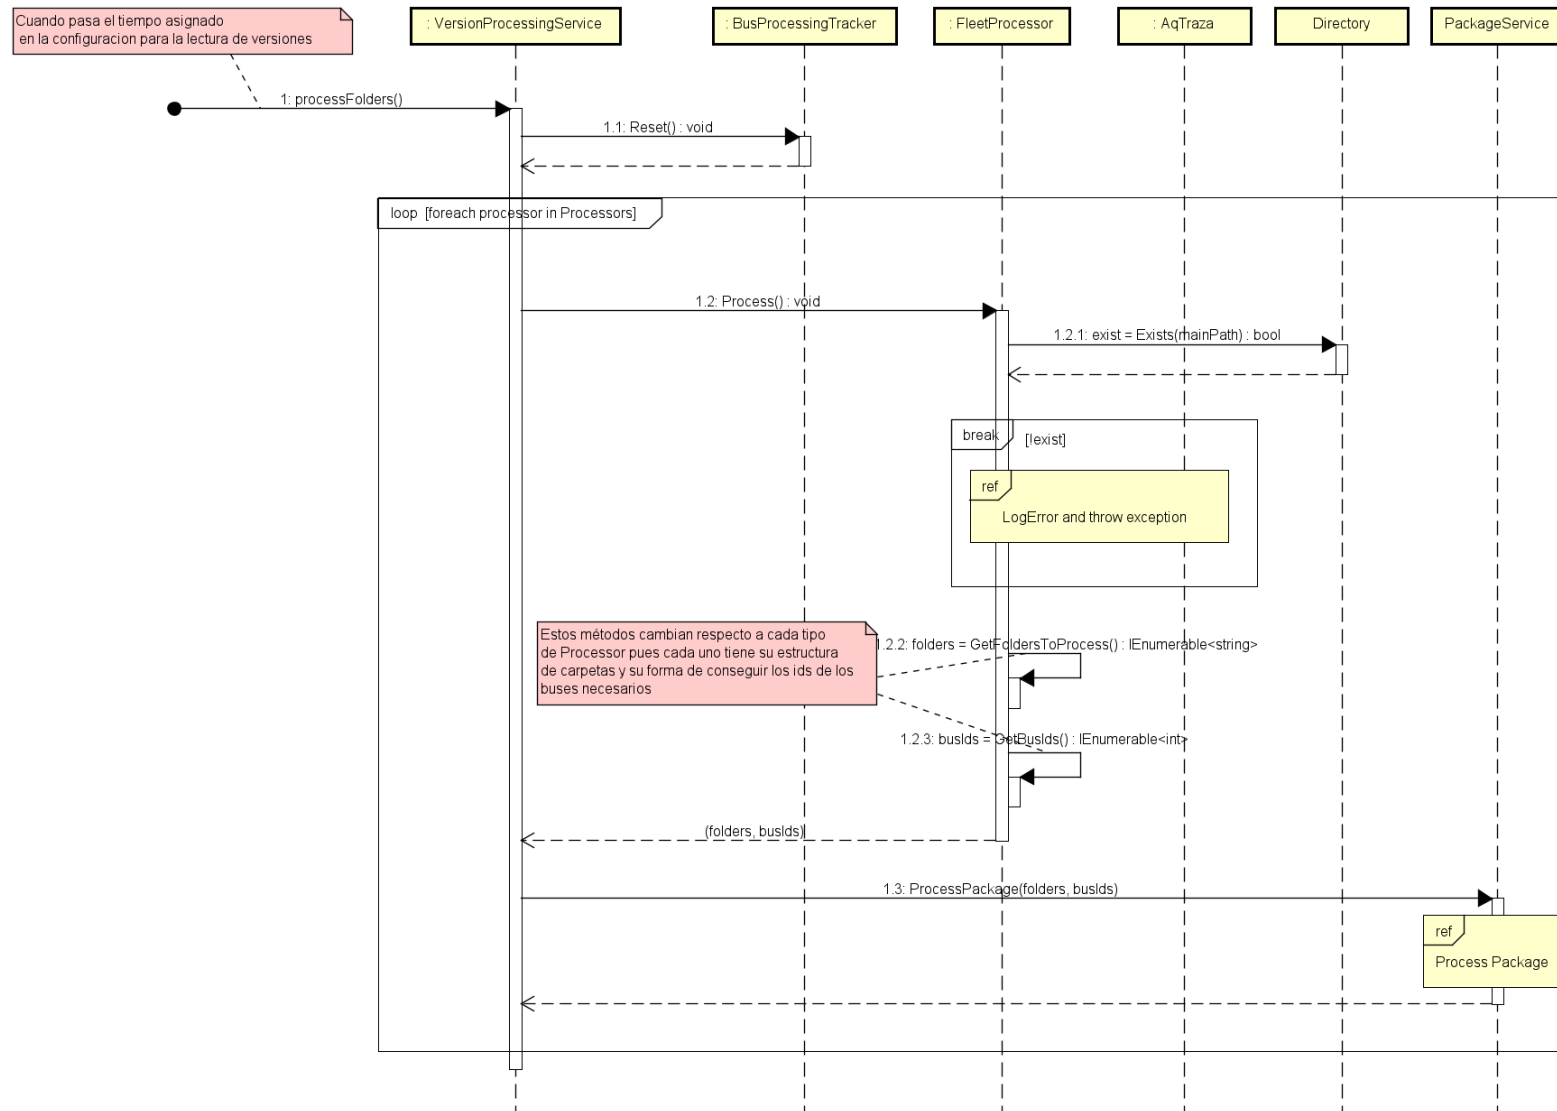 Cuando pasa el tiempo asignado
en la configuracion para la lectura de versiones
: VersionProcessingService
: BusProcessingTracker
: FleetProcessor
: AqTraza
Directory
PackageService
1: processFolders()
1.1: Reset() : void
loop [foreach processor in Processors]
1.2: Process() : void
1.2.1: exist = Exists(mainPath) : bool
break
[!exist]
ref
LogError and throw exception
Estos métodos cambian respecto a cada tipo
de Processor pues cada uno tiene su estructura
de carpetas y su forma de conseguir los ids de los
buses necesarios
1.2.2: folders = GetFoldersToProcess() : IEnumerable<string>
1.2.3: busIds = GetBusIds() : IEnumerable<int>
(folders, busIds)
1.3: ProcessPackage(folders, busIds)
ref
Process Package